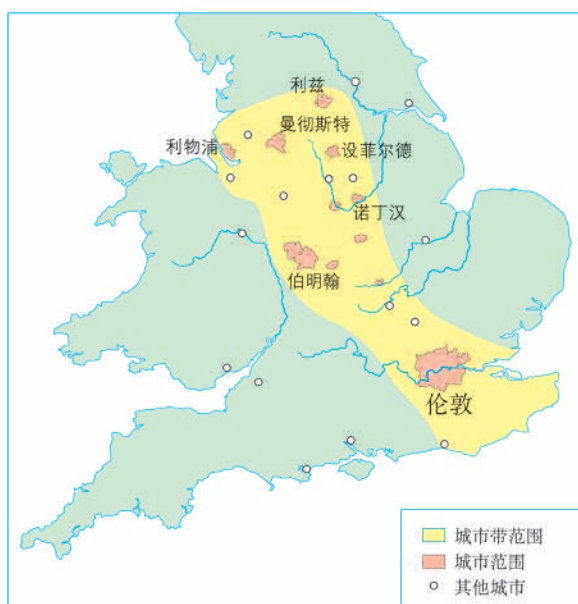 利兹
曼彻斯特
利物浦
设菲尔德
诺丁汉
伯明翰
伦敦
城市带范围
城市范围
其他城市